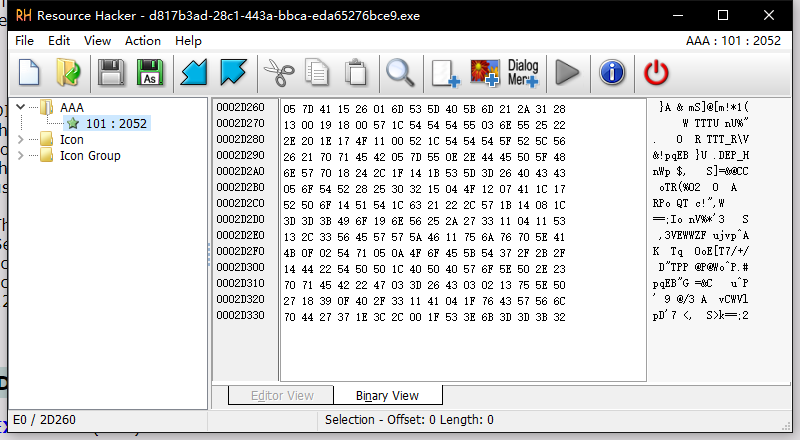 Resource Hacker - d817b3ad-28c1-443a-bbca-eda65276bce9.exe
File Edit View Action Help AAA : 101 : 2052
As
Dialog
Menu
AAA
101 : 2052
Icon
Icon Group
0002D260 05 7D 41 15 26 01 6D 53 5D 40 5B 6D 21 2A 31 28 }A & mS]@[m!*1(
0002D270 13 00 19 18 00 57 1C 54 54 54 55 03 6E 55 25 22 W TTTU nU%"
0002D280 2E 20 1E 17 4F 11 00 52 1C 54 54 54 5F 52 5C 56 . O R TTT_R\V
0002D290 26 21 70 71 45 42 05 7D 55 0E 2E 44 45 50 5F 48 &!pqEB }U .DEP_H
0002D2A0 6E 57 70 18 24 2C 1F 14 1B 53 5D 3D 26 40 43 43 nWp $, S]=&@CC
0002D2B0 05 6F 54 52 28 25 30 32 15 04 4F 12 07 41 1C 17 oTR(%02 O A
0002D2C0 52 50 6F 14 51 54 1C 63 21 22 2C 57 1B 14 08 1C RPo QT c!",W
0002D2D0 3D 3D 3B 49 6F 19 6E 56 25 2A 27 33 11 04 11 53 ==;Io nV%*'3 S
0002D2E0 13 2C 33 56 45 57 57 5A 46 11 75 6A 76 70 5E 41 ,3VEWWZF ujvp^A
0002D2F0 4B 0F 02 54 71 05 0A 4F 6F 45 5B 54 37 2F 2B 2F K Tq OoE[T7/+/
0002D300 14 44 22 54 50 50 1C 40 50 40 57 6F 5E 50 2E 23 D"TPP @P@Wo^P.#
0002D310 70 71 45 42 22 47 03 3D 26 43 03 02 13 75 5E 50 pqEB"G =&C u^P
0002D320 27 18 39 0F 40 2F 33 11 41 04 1F 76 43 57 56 6C ' 9 @/3 A vCWVl
0002D330 70 44 27 37 1E 3C 2C 00 1F 53 3E 6B 3D 3D 3B 32 pD'7 <, S>k==;2
Editor View Binary View
E0 / 2D260 Selection - Offset: 0 Length: 0